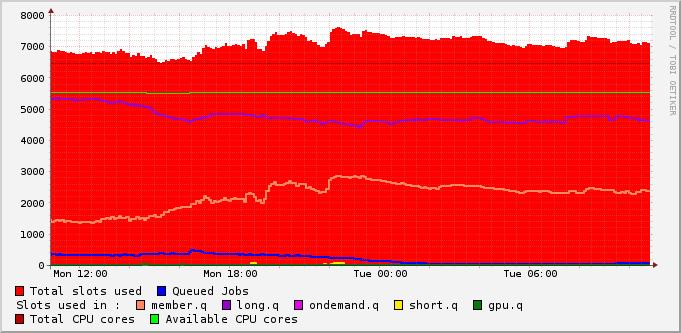 RRDTOOL / TOBI OETIKER
8000
7000
6000
5000
4000
3000
2000
1000
0
Mon 12:00 Mon 18:00 Tue 00:00 Tue 06:00
Total slots used Queued Jobs
Slots used in : member.q long.q ondemand.q short.q gpu.q
Total CPU cores Available CPU cores